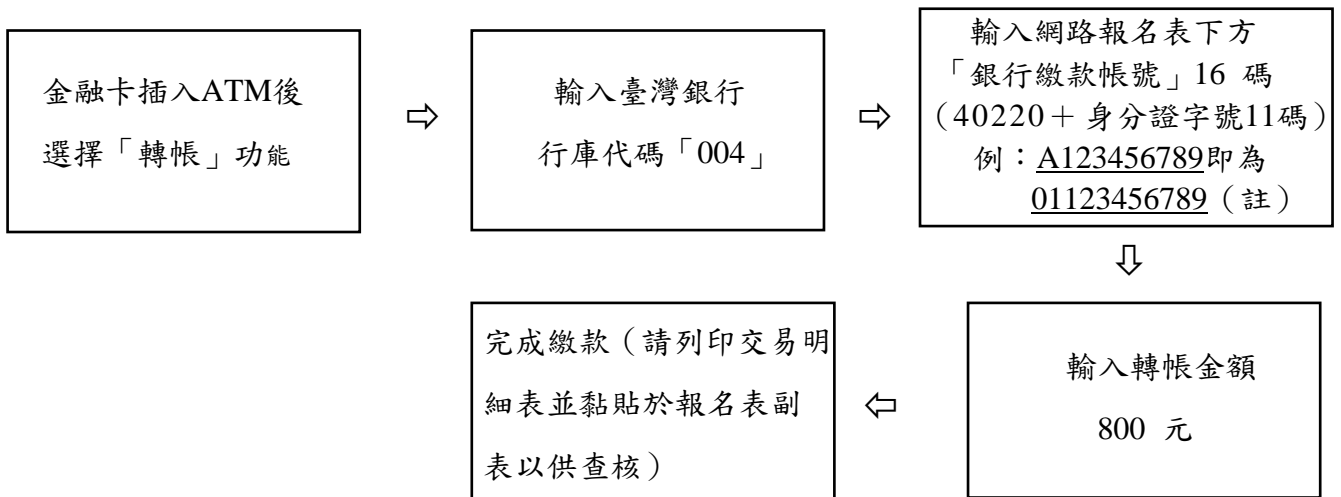 金融卡插入ATM後
選擇「轉帳」功能
⇨
輸入臺灣銀行
行庫代碼「004」
⇨
輸入網路報名表下方
「銀行繳款帳號」16 碼
（40220＋身分證字號11碼）
例：A123456789即為
01123456789（註）
⇩
輸入轉帳金額
800 元
⇦
完成繳款（請列印交易明
細表並黏貼於報名表副
表以供查核）